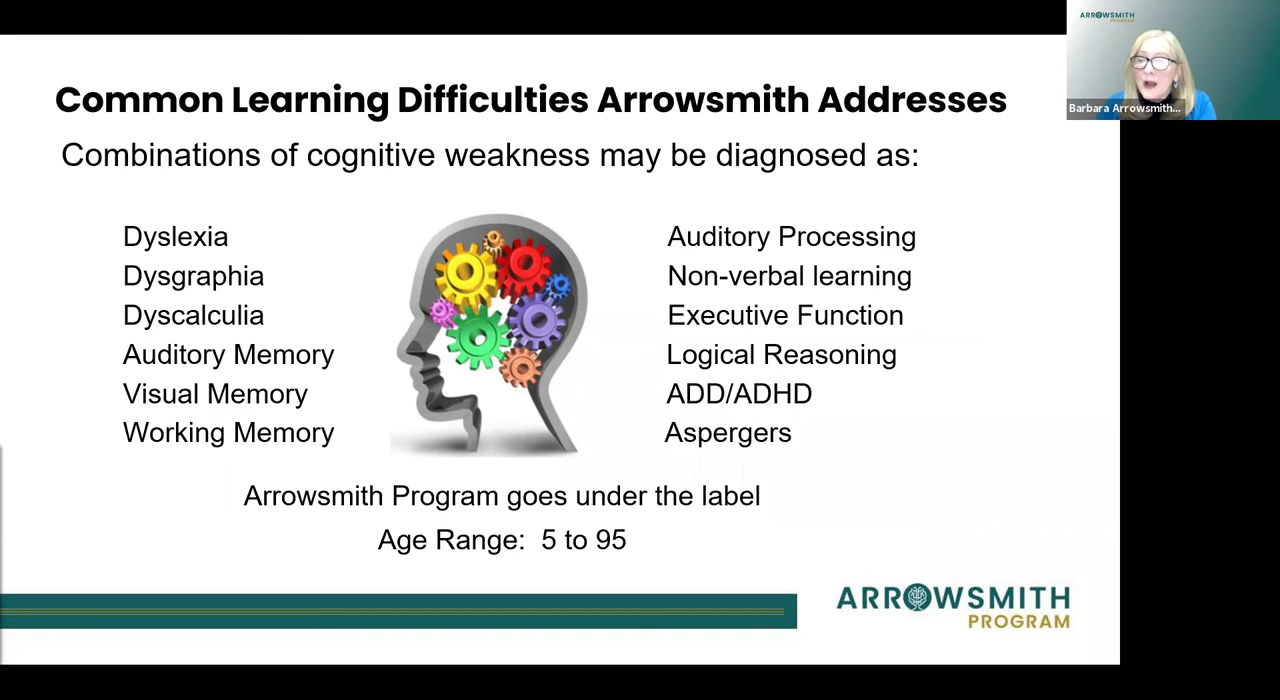 ARROWSMITH
PROGRAM
Barbara Arrowsmith...
Common Learning Difficulties Arrowsmith Addresses
Combinations of cognitive weakness may be diagnosed as:
Dyslexia
Dysgraphia
Dyscalculia
Auditory Memory
Visual Memory
Working Memory
Auditory Processing
Non-verbal learning
Executive Function
Logical Reasoning
ADD/ADHD
Aspergers
Arrowsmith Program goes under the label
Age Range: 5 to 95
ARROWSMITH
PROGRAM